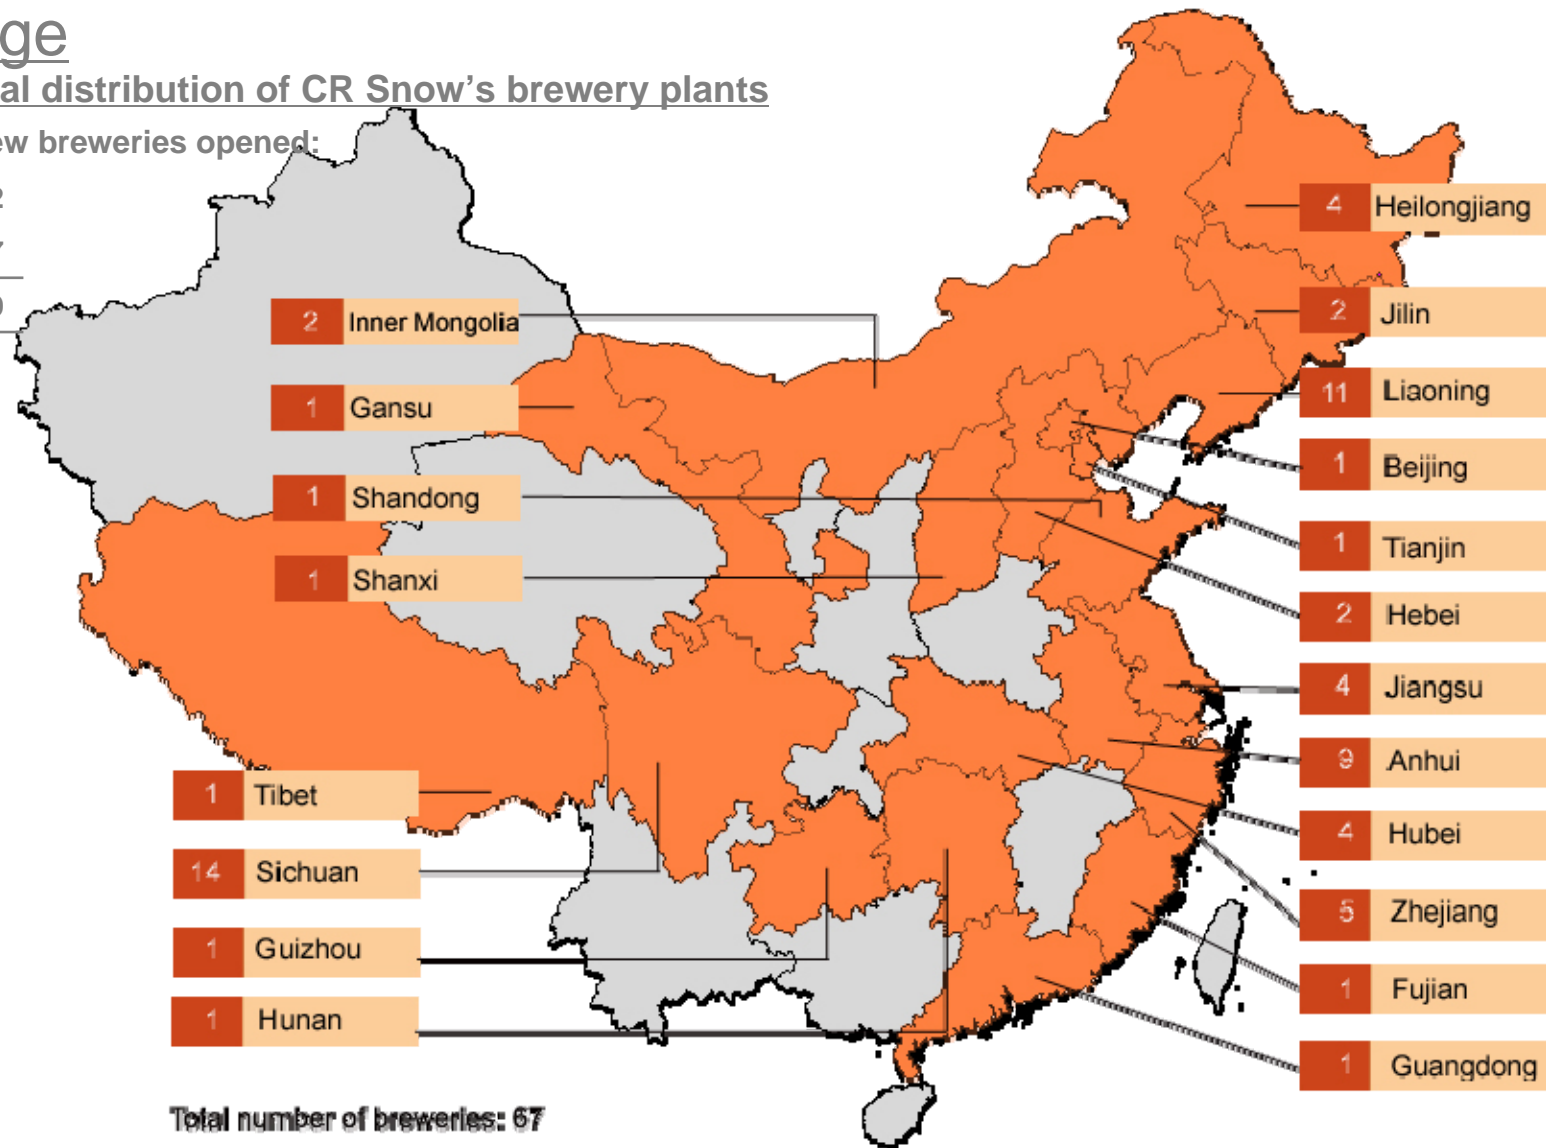 ge
al distribution of CR Snow's brewery plants
ew breweries opened:
4 Heilongjiang
2 Inner Mongolia
2 Jilin
1 Gansu
11 Liaoning
1 Beijing
1 Shandong
1 Tianjin
1 Shanxi
2 Hebei
4 Jiangsu
9 Anhui
1 Tibet
4 Hubei
14 Sichuan
5 Zhejiang
1 Guizhou
1 Fujian
1 Hunan
1 Guangdong
Total number of breweries: 67